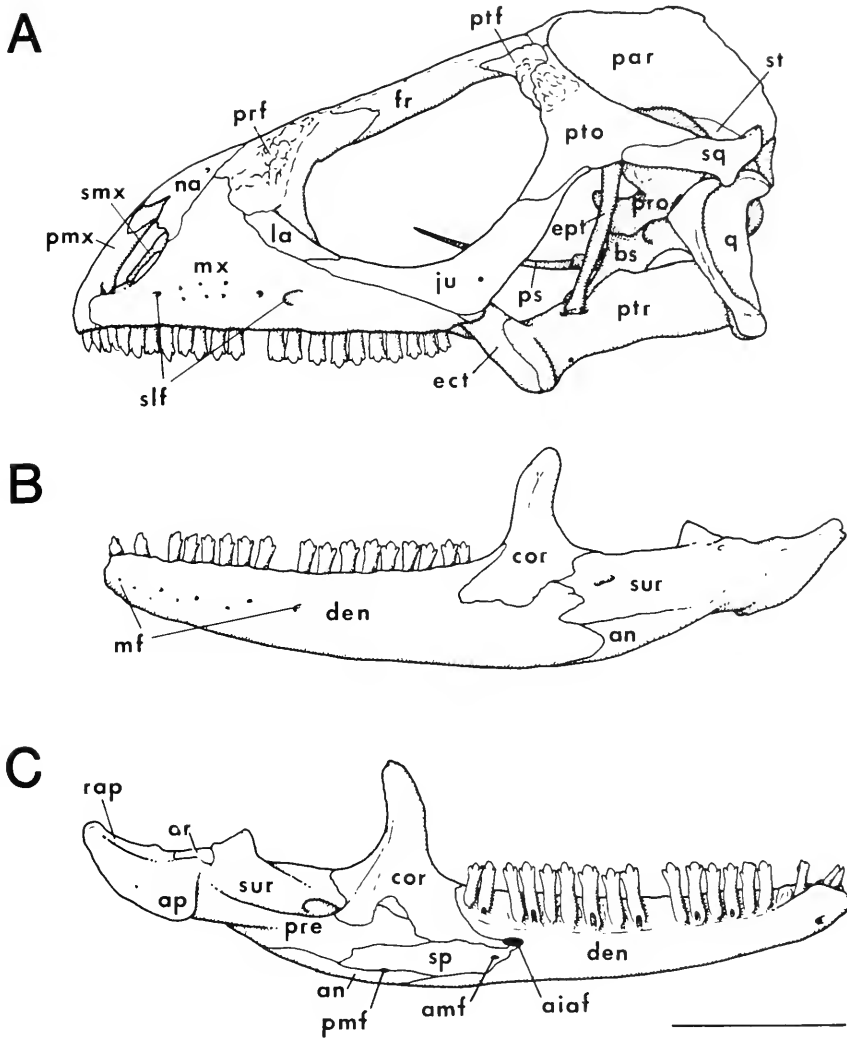 A
ptf
par
st
fr
prf
pto
sq
na
smx
pro
pmx
la
ept
q
mx
bs
ju
ps
ptr
ect
slf
B
cor
sur
den
an
mf
C
rap
ar
cor
sur
ap
pre
den
sp
an
amf
aiaf
pmf